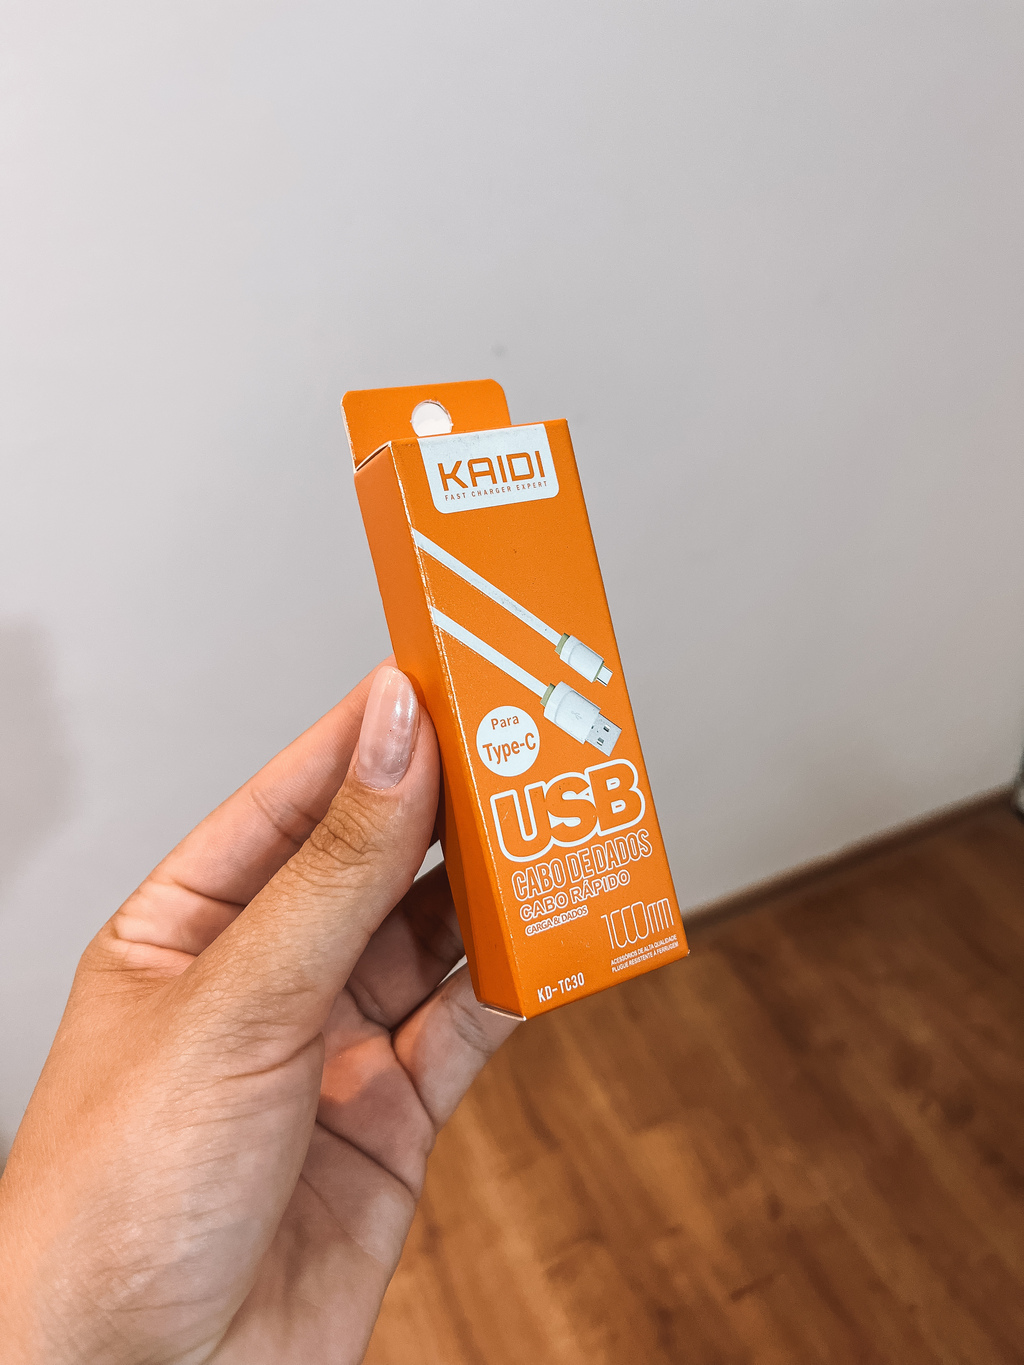 KAIDI
FAST CHARGER EXPERT
Para
Type-C
USB
CABO DE DADOS
CABO RÁPIDO
CARGA & DADOS
1000mm
ACESSÓRIOS DE ALTA QUALIDADE
PLUGUE RESISTENTE À FERRUGEM
KD-TC30